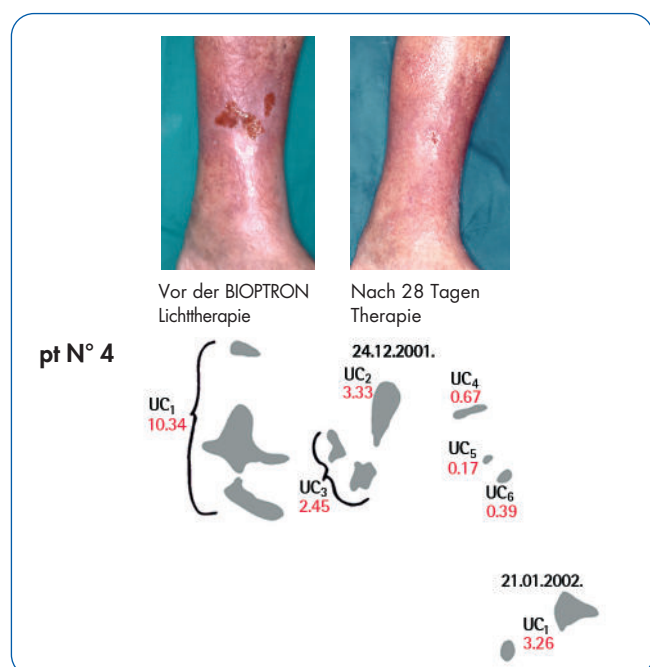 Vor der BIOPTRON
Lichttherapie
Nach 28 Tagen
Therapie
pt N° 4
24.12.2001.
UC₁
10.34
UC₂
3.33
UC₃
2.45
UC₄
0.67
UC₅
0.17
UC₆
0.39
21.01.2002.
UC₁
3.26